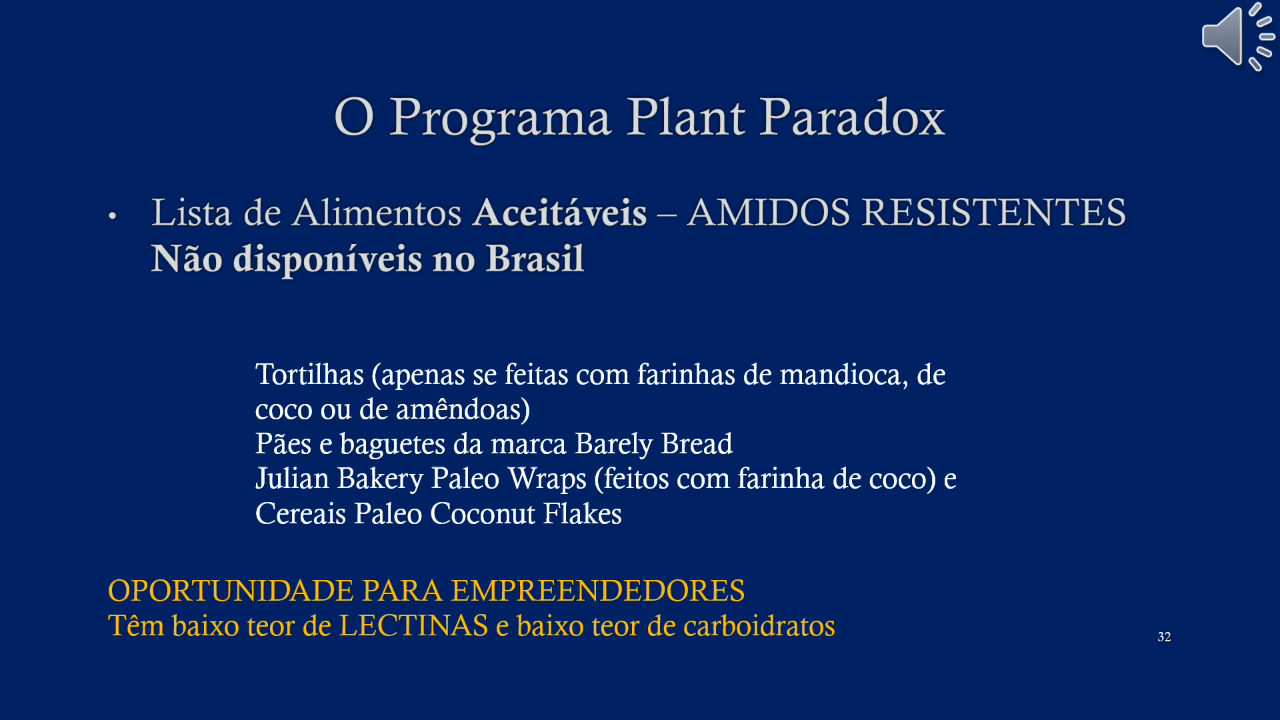 O Programa Plant Paradox
• Lista de Alimentos Aceitáveis – AMIDOS RESISTENTES
Não disponíveis no Brasil
Tortilhas (apenas se feitas com farinhas de mandioca, de
coco ou de amêndoas)
Pães e baguetes da marca Barely Bread
Julian Bakery Paleo Wraps (feitos com farinha de coco) e
Cereais Paleo Coconut Flakes
OPORTUNIDADE PARA EMPREENDEDORES
Têm baixo teor de LECTINAS e baixo teor de carboidratos
32